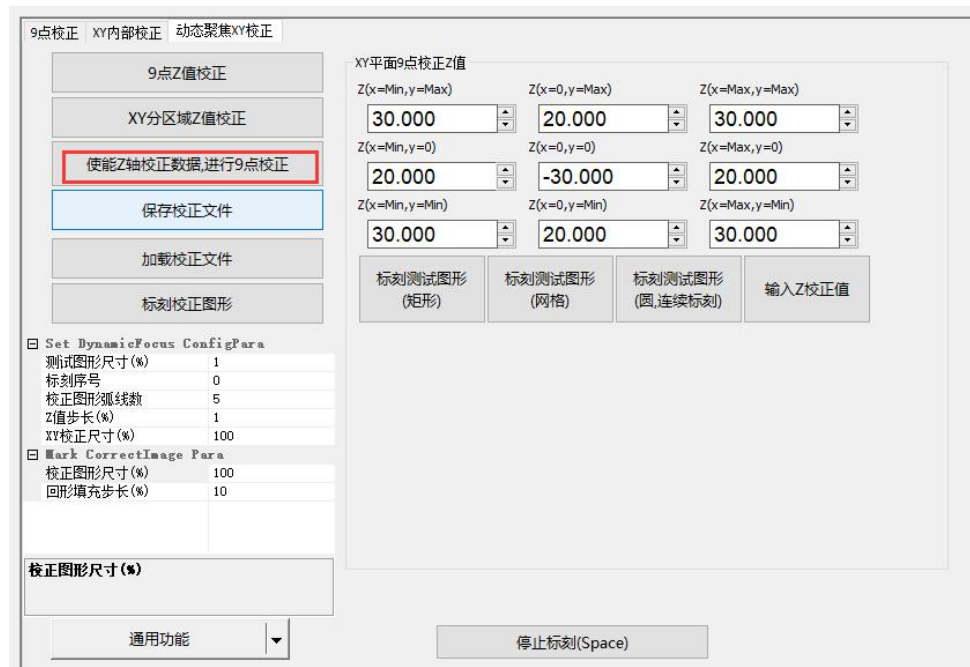 9点校正 XY内部校正 动态聚焦XY校正
9点Z值校正
XY分区域Z值校正
使能Z轴校正数据,进行9点校正
保存校正文件
加载校正文件
标刻校正图形
Set DynamicFocus ConfigPara
测试图形尺寸(%) 1
标刻序号 0
校正图形弧线数 5
Z值步长(%) 1
XY校正尺寸(%) 100
Mark CorrectImage Para
校正图形尺寸(%) 100
回形填充步长(%) 10
校正图形尺寸(%)
通用功能
XY平面9点校正Z值
Z(x=Min,y=Max) Z(x=0,y=Max) Z(x=Max,y=Max)
30.000 20.000 30.000
Z(x=Min,y=0) Z(x=0,y=0) Z(x=Max,y=0)
20.000 -30.000 20.000
Z(x=Min,y=Min) Z(x=0,y=Min) Z(x=Max,y=Min)
30.000 20.000 30.000
标刻测试图形
(矩形)
标刻测试图形
(网格)
标刻测试图形
(圆,连续标刻)
输入Z校正值
停止标刻(Space)